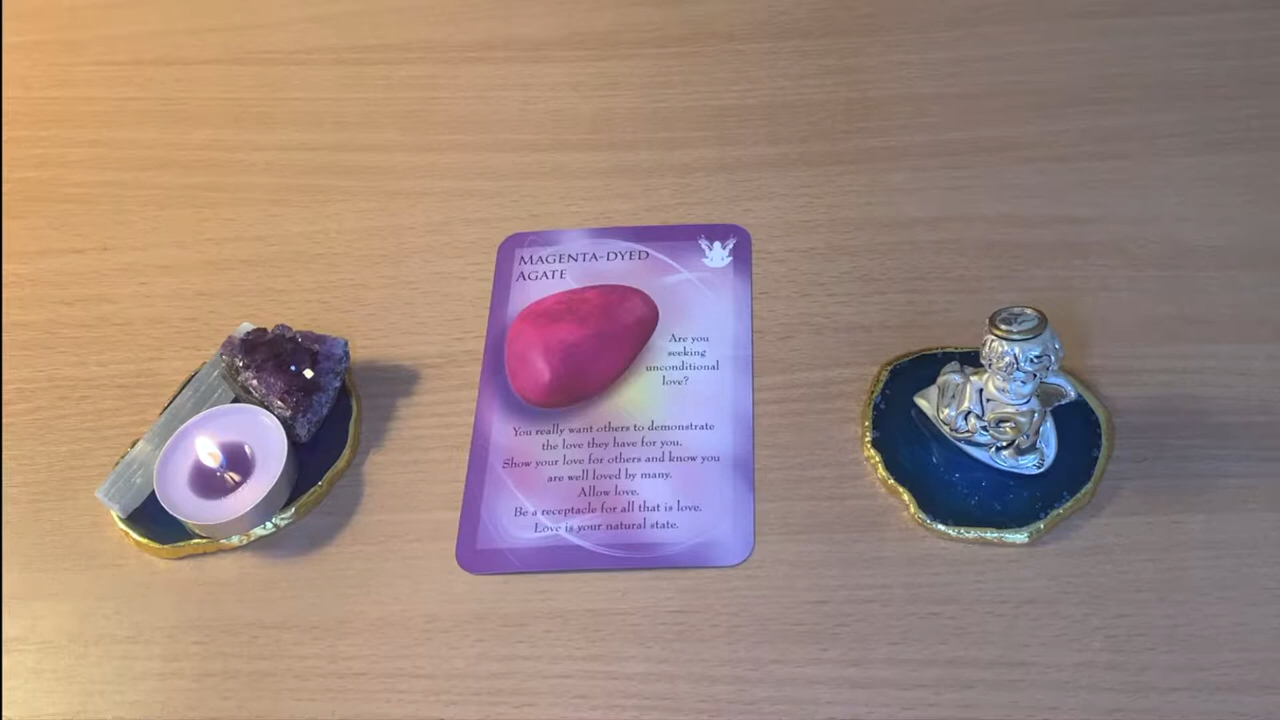 Magenta-dyed
Agate
Are you
seeking
unconditional
love?
You really want others to demonstrate
the love they have for you.
Show your love for others and know you
are well loved by many.
Allow love.
Be a receptacle for all that is love.
Love is your natural state.